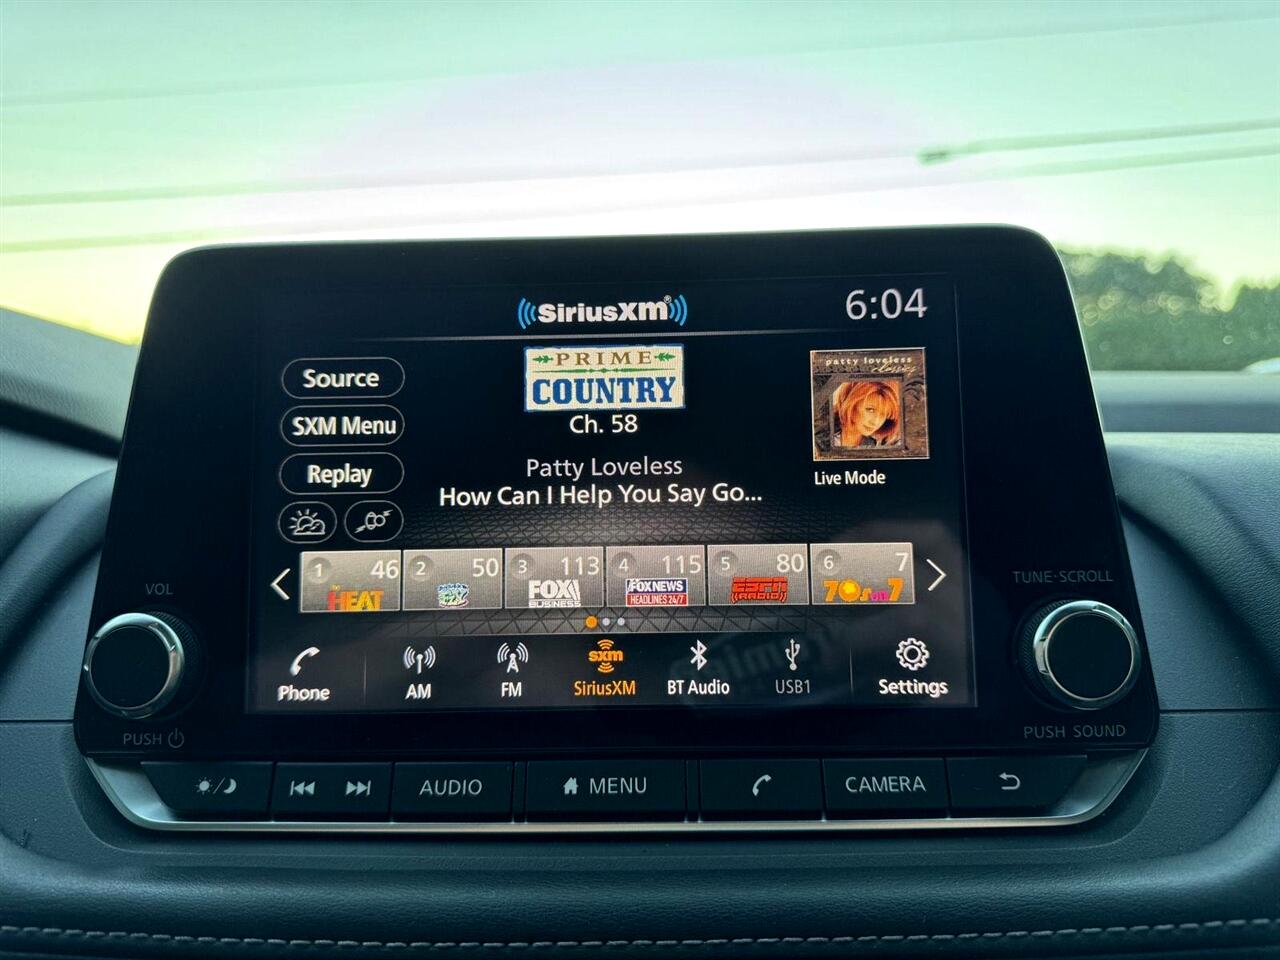 SiriusXM®
6:04
Source
SXM Menu
Replay
PRIME
COUNTRY
Ch. 58
Patty Loveless
How Can I Help You Say Go...
patty loveless
classics
Live Mode
1 46
HEAT
2 50
3 113
FOX
BUSINESS
4 115
FOX NEWS
HEADLINES 24/7
5 80
ESPN
RADIO
6 7
70s on 7
Phone
AM
FM
sxm
SiriusXM
BT Audio
USB1
Settings
VOL
PUSH
TUNE·SCROLL
PUSH SOUND
AUDIO
MENU
CAMERA